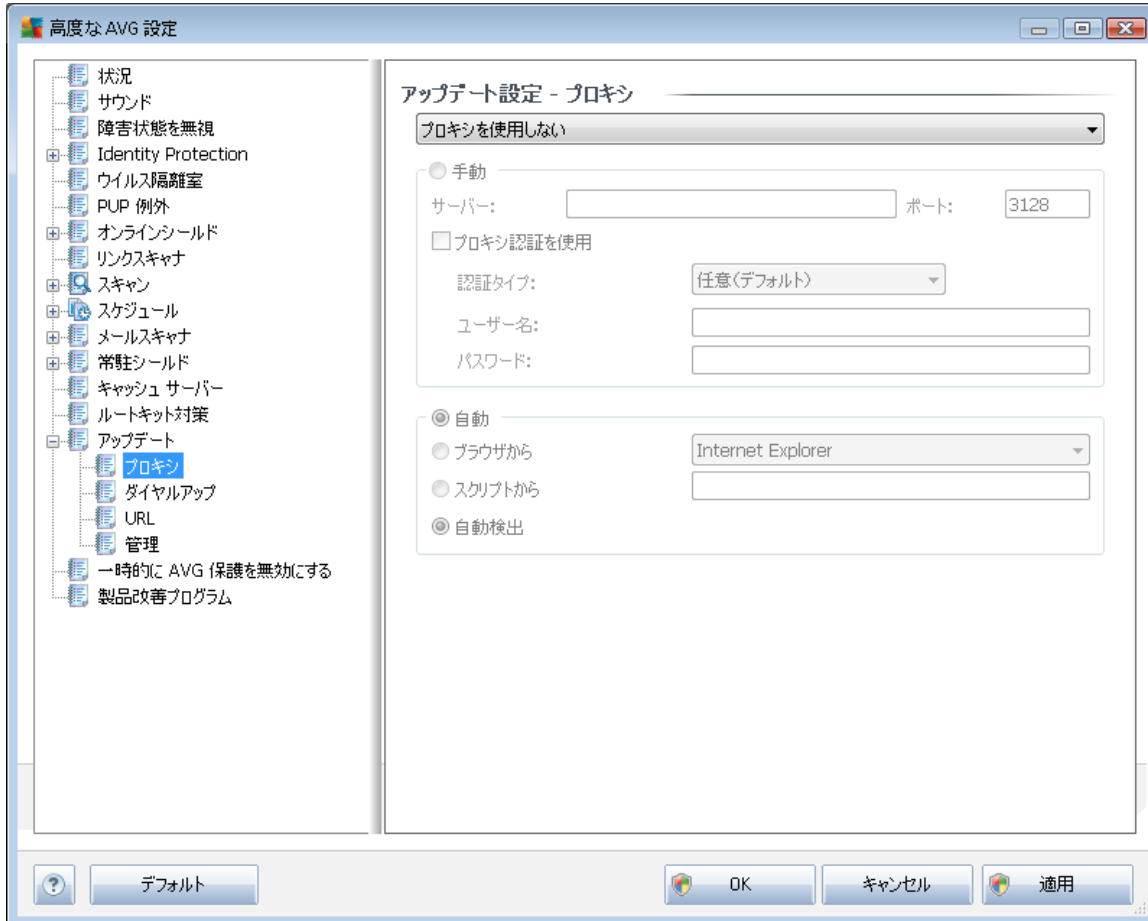 高度な AVG 設定
状況
サウンド
障害状態を無視
Identity Protection
ウイルス隔離室
PUP 例外
オンラインシールド
リンクスキャナ
スキャン
スケジュール
メールスキャナ
常駐シールド
キャッシュ サーバー
ルートキット対策
アップデート
プロキシ
ダイヤルアップ
URL
管理
一時的に AVG 保護を無効にする
製品改善プログラム
アップデート設定 - プロキシ
プロキシを使用しない
手動
サーバー: ポート: 3128
プロキシ認証を使用
認証タイプ: 任意(デフォルト)
ユーザー名:
パスワード:
自動
ブラウザから Internet Explorer
スクリプトから
自動検出
? デフォルト OK キャンセル 適用